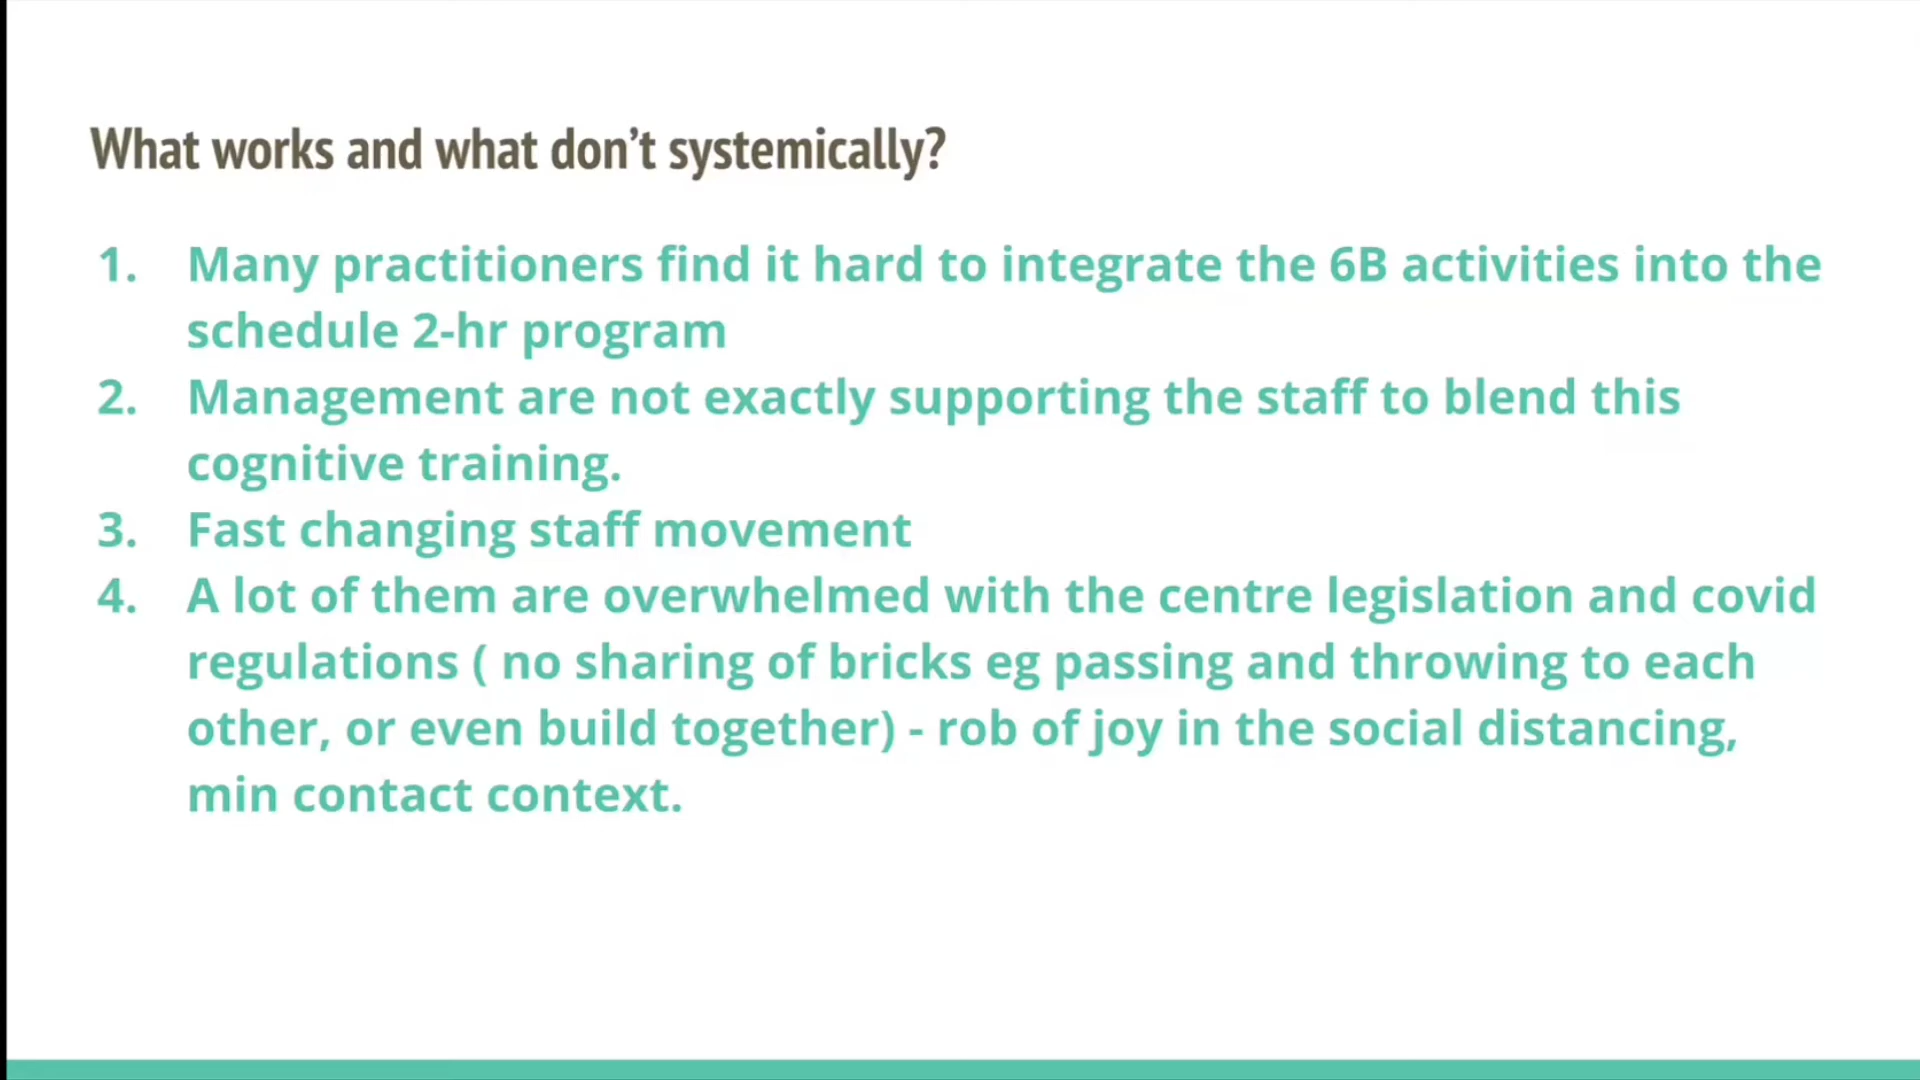 What works and what don't systemically?
1. Many practitioners find it hard to integrate the 6B activities into the
schedule 2-hr program
2. Management are not exactly supporting the staff to blend this
cognitive training.
3. Fast changing staff movement
4. A lot of them are overwhelmed with the centre legislation and covid
regulations ( no sharing of bricks eg passing and throwing to each
other, or even build together) - rob of joy in the social distancing,
min contact context.